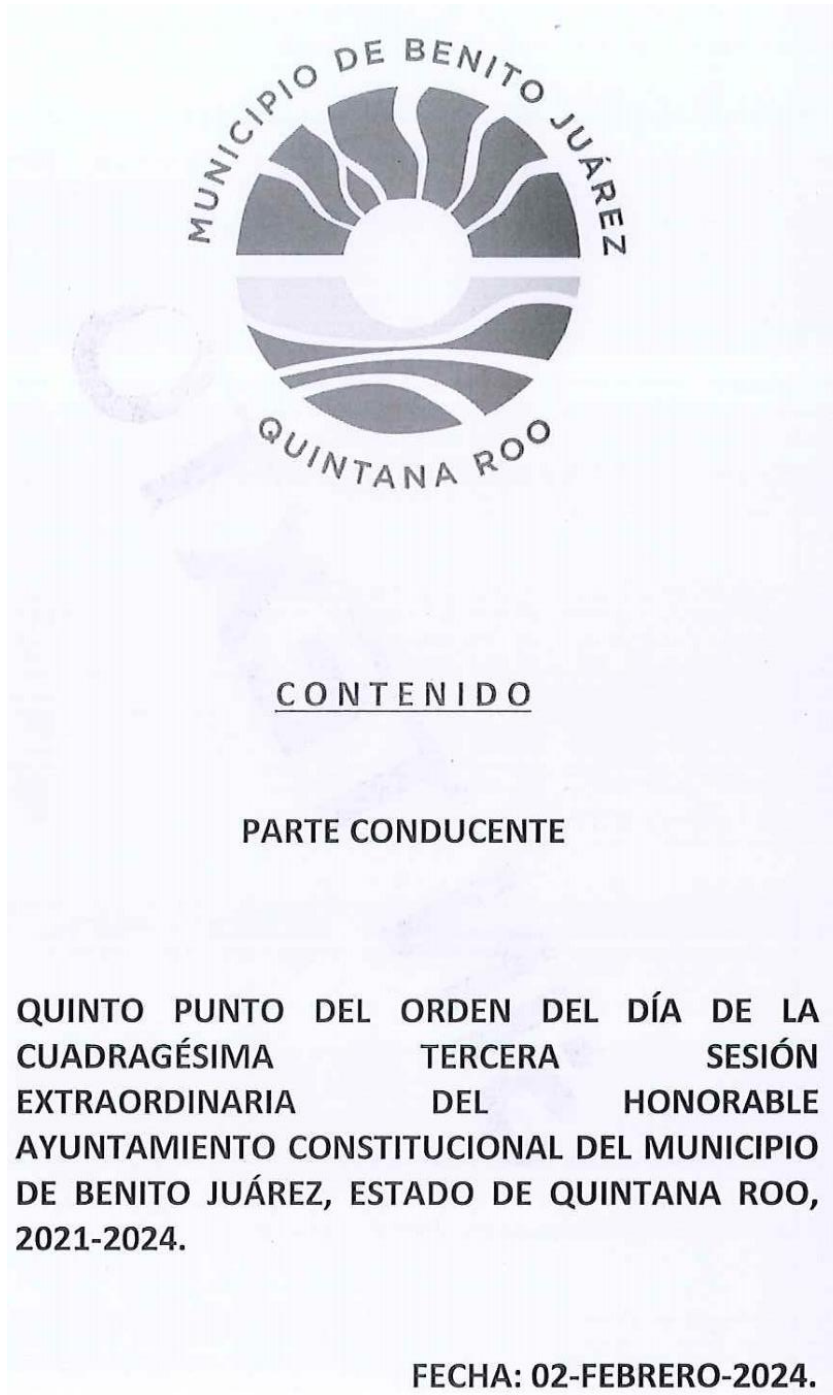 MUNICIPIO DE BENITO JUÁREZ
QUINTANA ROO
CONTENIDO
PARTE CONDUCENTE
QUINTO PUNTO DEL ORDEN DEL DÍA DE LA
CUADRAGÉSIMA TERCERA SESIÓN
EXTRAORDINARIA DEL HONORABLE
AYUNTAMIENTO CONSTITUCIONAL DEL MUNICIPIO
DE BENITO JUÁREZ, ESTADO DE QUINTANA ROO,
2021-2024.
FECHA: 02-FEBRERO-2024.